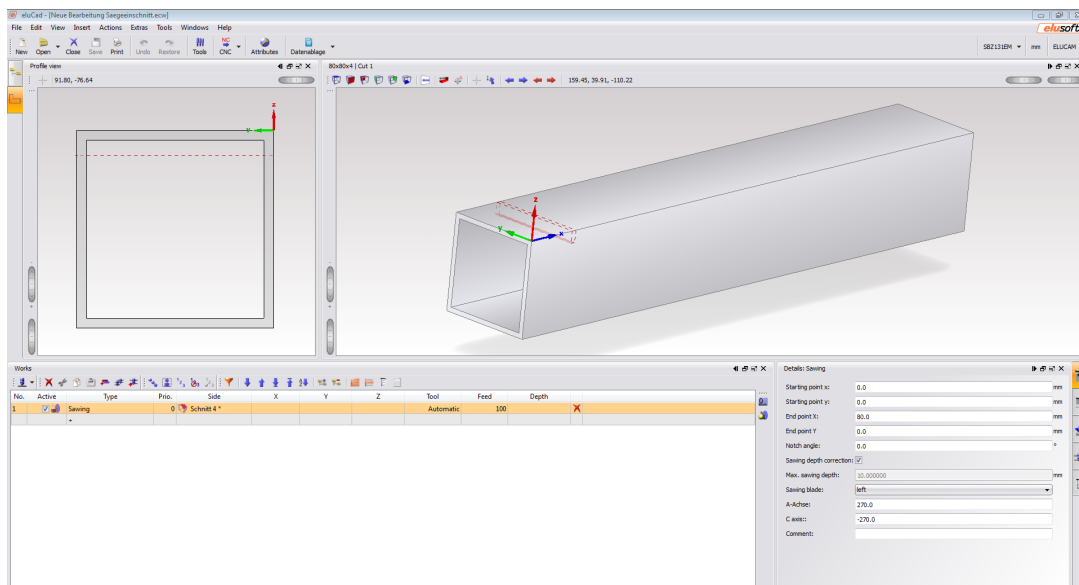 eluCad - [Neue Bearbeitung Saegeeinschnitt.ecw]
File Edit View Insert Actions Extras Tools Windows Help
elusoft
New Open Close Save Print Undo Restore Tools CNC Attributes Datenablage
SBZ131EM mm ELUCAM
Profile view
80x80x4 | Cut 1
91.80, -76.64
159.45, 39.91, -110.22
z
Y
z
Y
x
Works
Details: Sawing
No. Active Type Prio. Side X Y Z Tool Feed Depth
1 Sawing 0 Schnitt 4 * Automatic 100
+
Starting point x: 0.0 mm
Starting point y: 0.0 mm
End point X: 80.0 mm
End point Y 0.0 mm
Notch angle: 0.0 °
Sawing depth correction:
Max. sawing depth: 10.000000 mm
Sawing blade: left
A-Achse: 270.0
C axis:: -270.0
Comment: